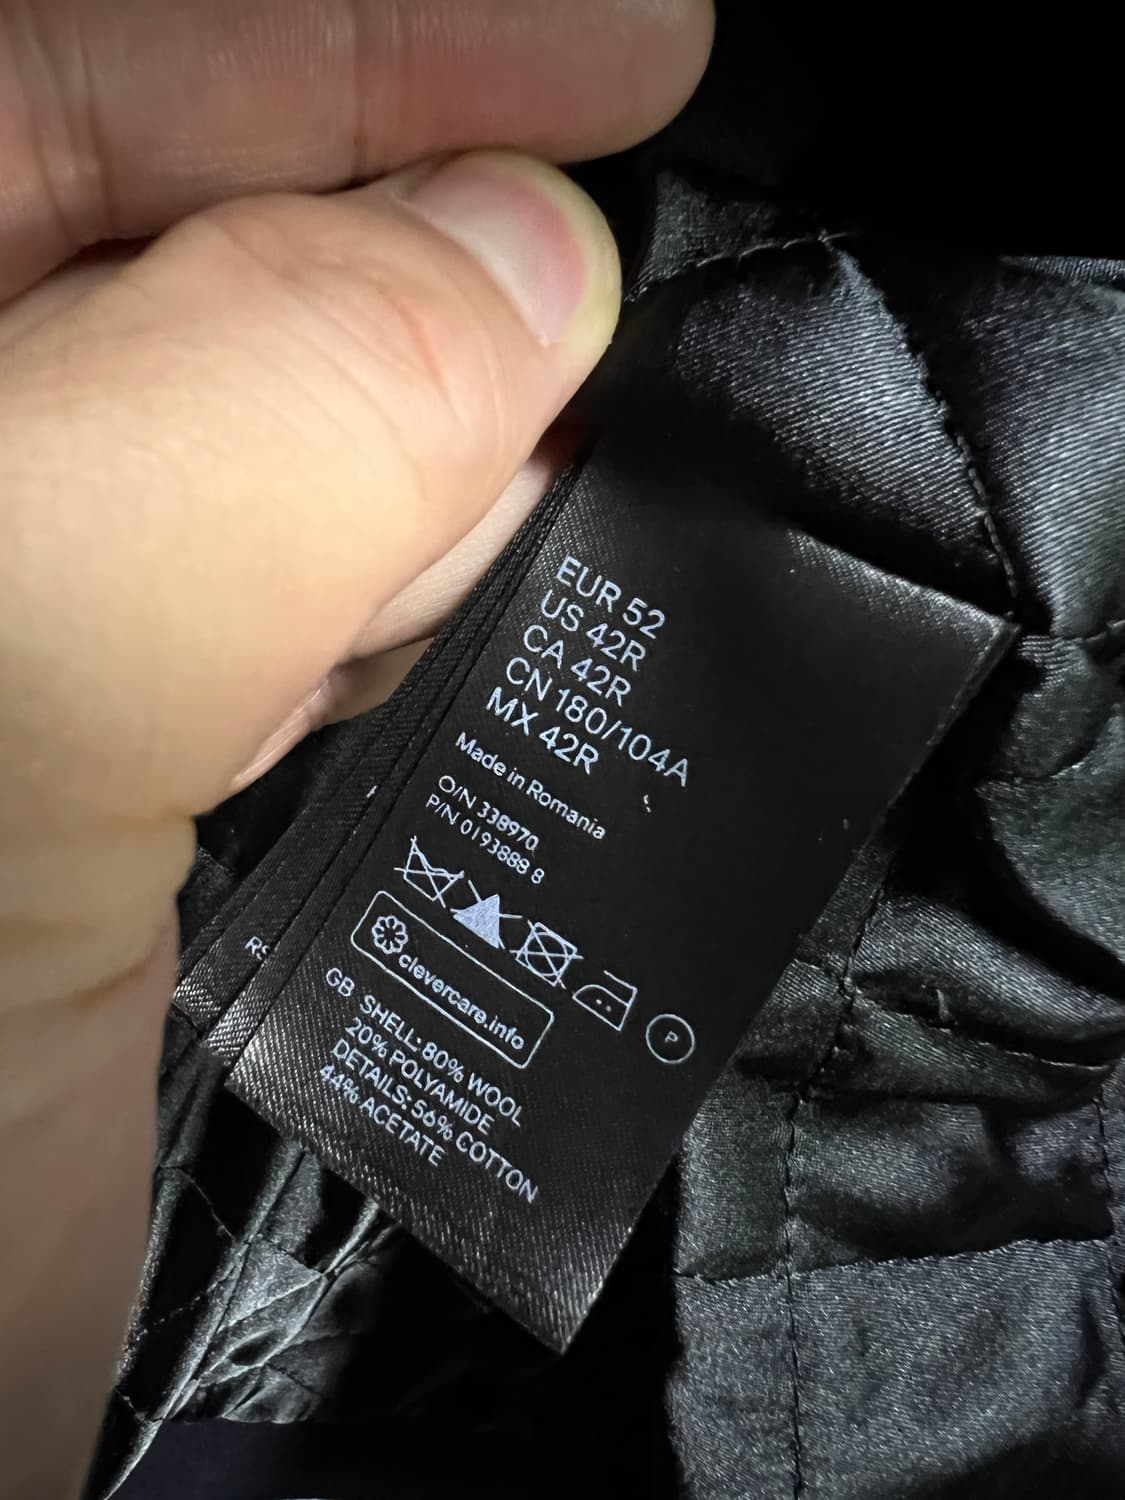 EUR 52
US 42R
CA 42R
CN 180/104A
MX 42R
Made in Romania
O/N 338970
P/N 0193888 8
P
clevercare.info
GB SHELL: 80% WOOL
20% POLYAMIDE
DETAILS: 56% COTTON
44% ACETATE
RS